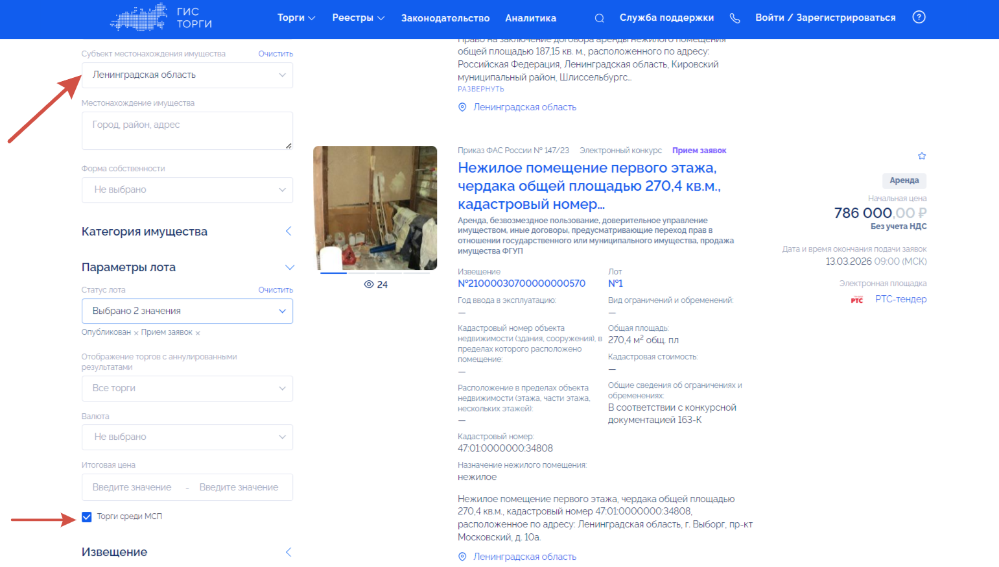 ГИС
ТОРГИ
Торги
Реестры
Законодательство
Аналитика
Служба поддержки
Войти / Зарегистрироваться
?
Субъект местонахождения имущества
Очистить
Ленинградская область
Местонахождение имущества
Город, район, адрес
Форма собственности
Не выбрано
Категория имущества
Параметры лота
Статус лота
Очистить
Выбрано 2 значения
Опубликован × Прием заявок ×
Отображение торгов с аннулированными
результатами
Все торги
Валюта
Не выбрано
Итоговая цена
Введите значение - Введите значение
Торги среди МСП
Извещение
Право на заключение договора аренды нежилого помещения
общей площадью 187,15 кв. м., расположенного по адресу:
Российская Федерация, Ленинградская область, Кировский
муниципальный район, Шлиссельбургс...
РАЗВЕРНУТЬ
Ленинградская область
24
Приказ ФАС России № 147/23
Электронный конкурс
Прием заявок
Нежилое помещение первого этажа,
чердака общей площадью 270,4 кв.м.,
кадастровый номер...
Аренда, безвозмездное пользование, доверительное управление
имуществом, иные договоры, предусматривающие переход прав в
отношении государственного или муниципального имущества, продажа
имущества ФГУП
Извещение
№21000030700000000570
Лот
№1
Год ввода в эксплуатацию:
—
Вид ограничений и обременений:
—
Кадастровый номер объекта
недвижимости (здания, сооружения), в
пределах которого расположено
помещение:
—
Общая площадь:
270,4 м² общ. пл
Кадастровая стоимость:
—
Расположение в пределах объекта
недвижимости (этажа, части этажа,
нескольких этажей):
—
Общие сведения об ограничениях и
обременениях:
В соответствии с конкурсной
документацией 163-К
Кадастровый номер:
47:01:0000000:34808
Назначение нежилого помещения:
нежилое
Нежилое помещение первого этажа, чердака общей площадью
270,4 кв.м., кадастровый номер 47:01:0000000:34808,
расположенное по адресу: Ленинградская область, г. Выборг, пр-кт
Московский, д. 10а.
Ленинградская область
Аренда
Начальная цена
786 000,00 ₽
Без учета НДС
Дата и время окончания подачи заявок
13.03.2026 09:00 (МСК)
Электронная площадка
РТС
РТС-тендер